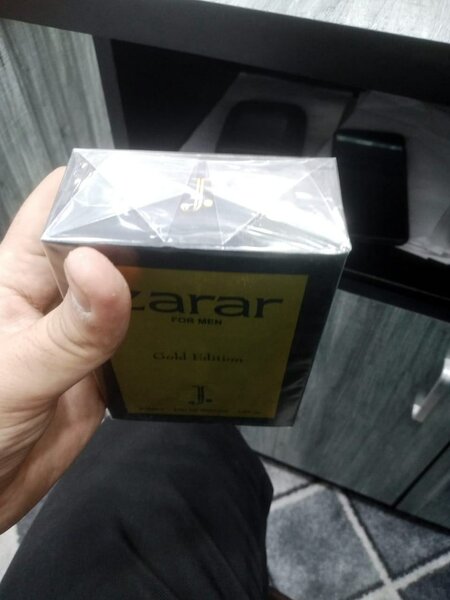 J.
zarar
FOR MEN
Gold Edition
J.